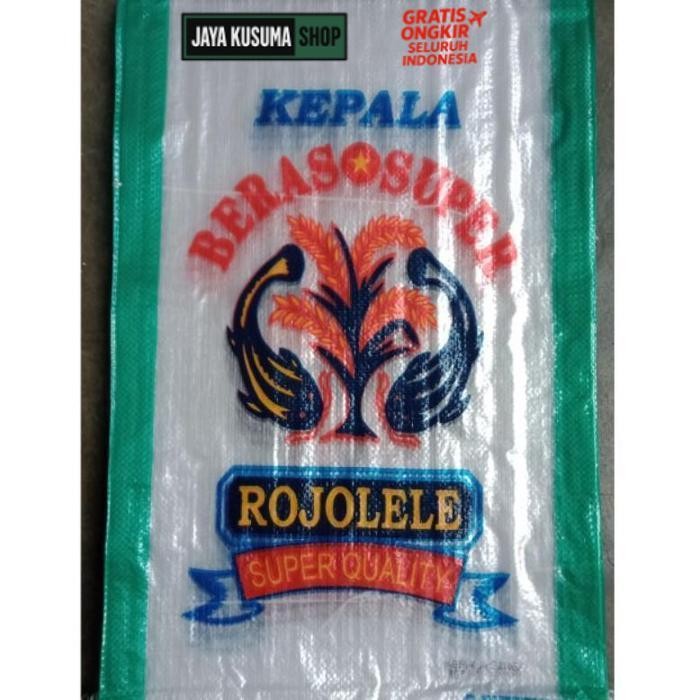 JAYA KUSUMA SHOP
GRATIS
ONGKIR
SELURUH
INDONESIA
KEPALA
BERAS SUPER
ROJOLELE
SUPER QUALITY